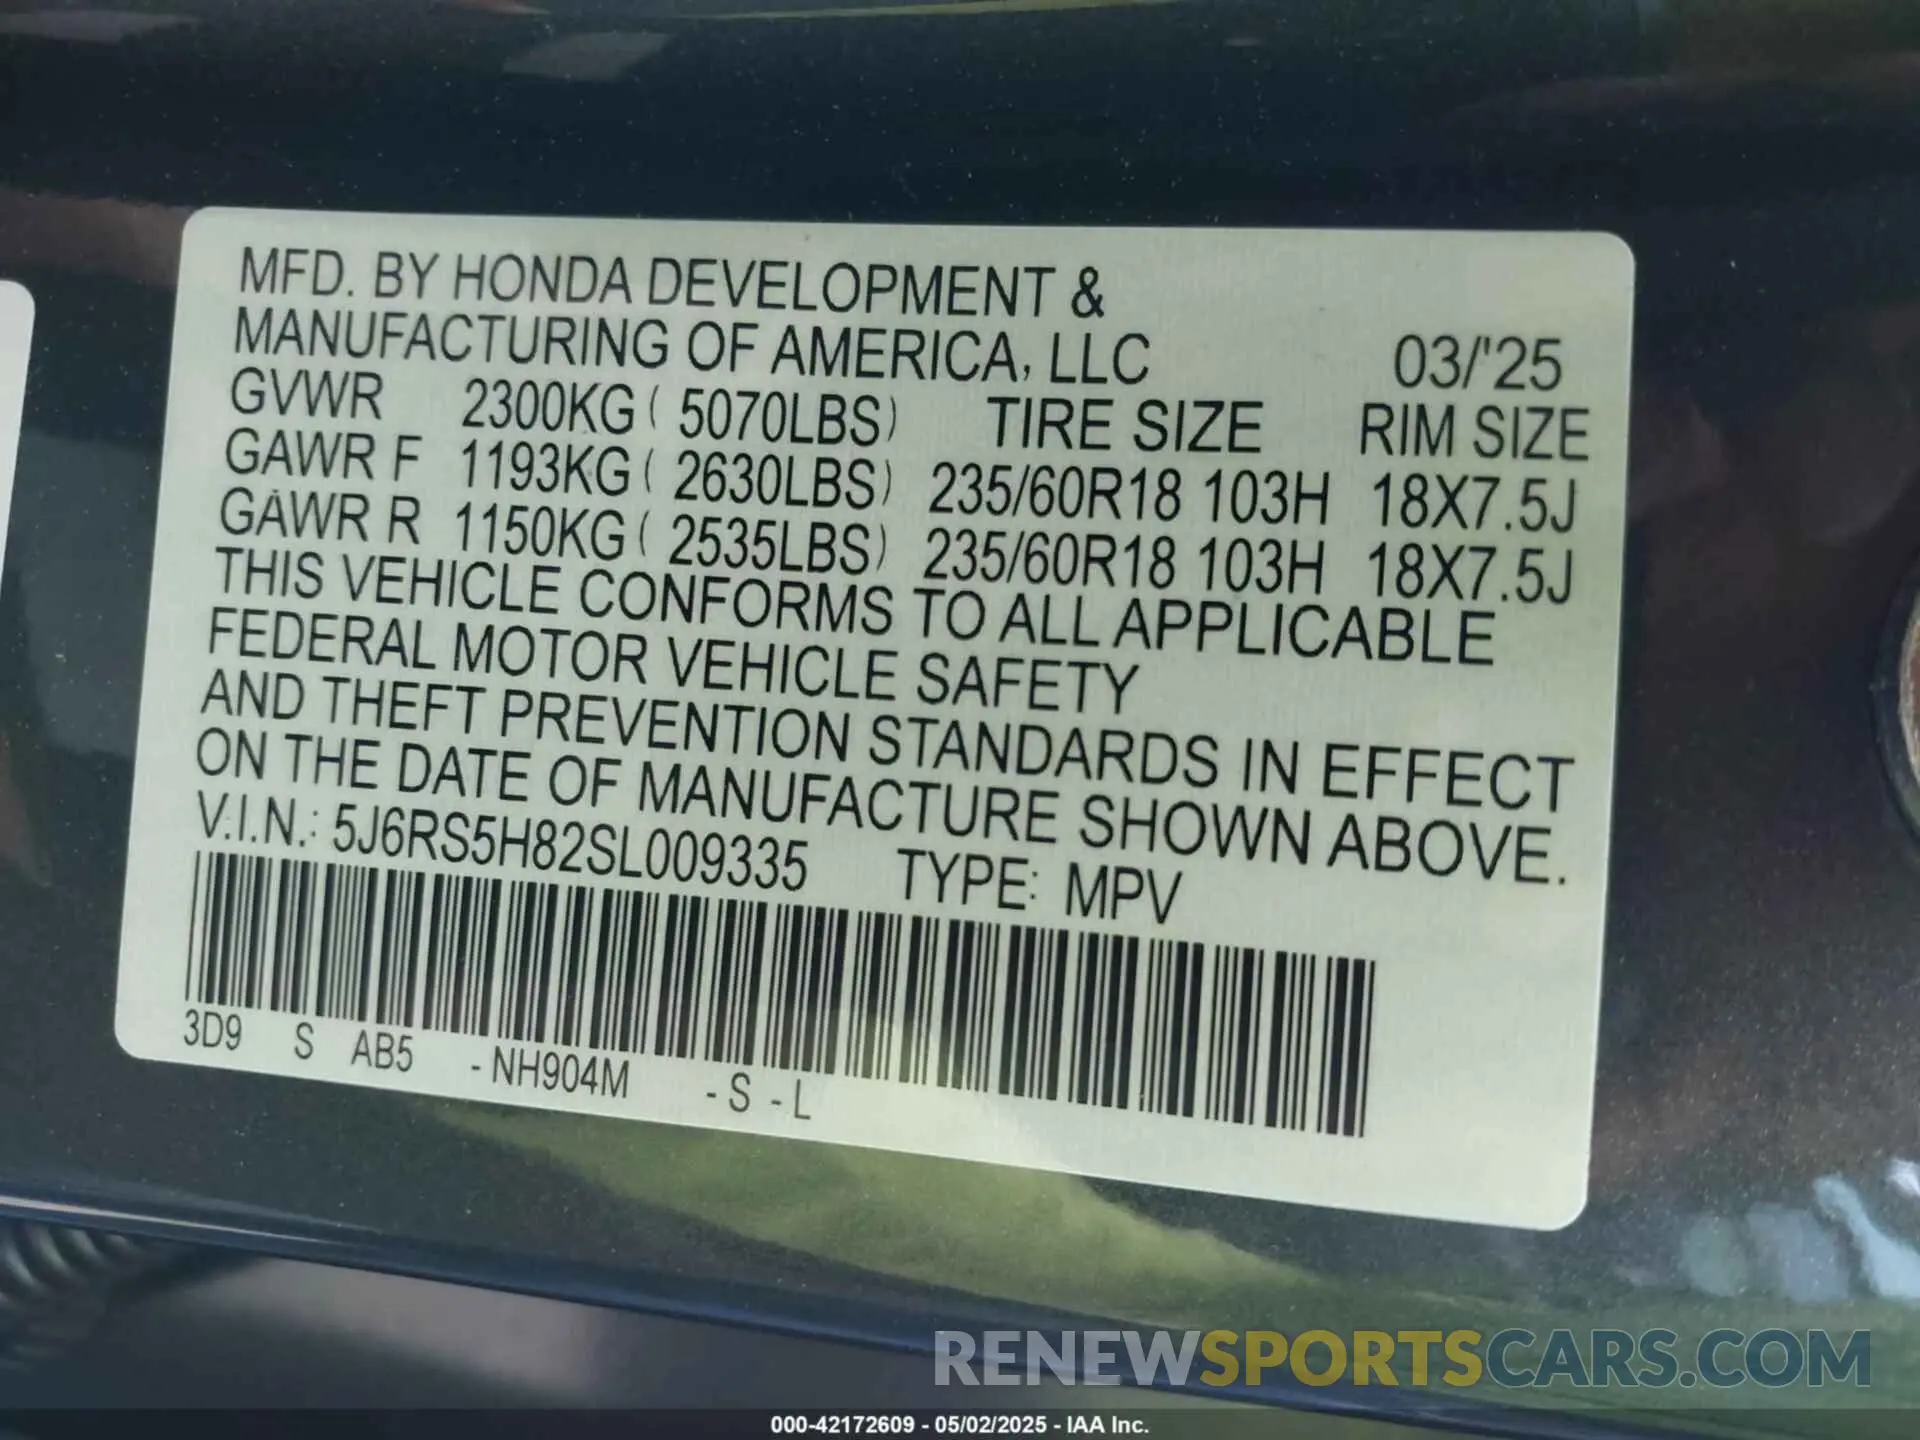 MFD. BY HONDA DEVELOPMENT &
MANUFACTURING OF AMERICA, LLC 03/'25
GVWR 2300KG ( 5070LBS) TIRE SIZE RIM SIZE
GAWR F 1193KG ( 2630LBS) 235/60R18 103H 18X7.5J
GAWR R 1150KG ( 2535LBS) 235/60R18 103H 18X7.5J
THIS VEHICLE CONFORMS TO ALL APPLICABLE
FEDERAL MOTOR VEHICLE SAFETY
AND THEFT PREVENTION STANDARDS IN EFFECT
ON THE DATE OF MANUFACTURE SHOWN ABOVE.
V.I.N.: 5J6RS5H82SL009335 TYPE: MPV
3D9 S AB5 -NH904M -S -L
RENEWSPORTSCARS.COM
000-42172609 - 05/02/2025 - IAA Inc.